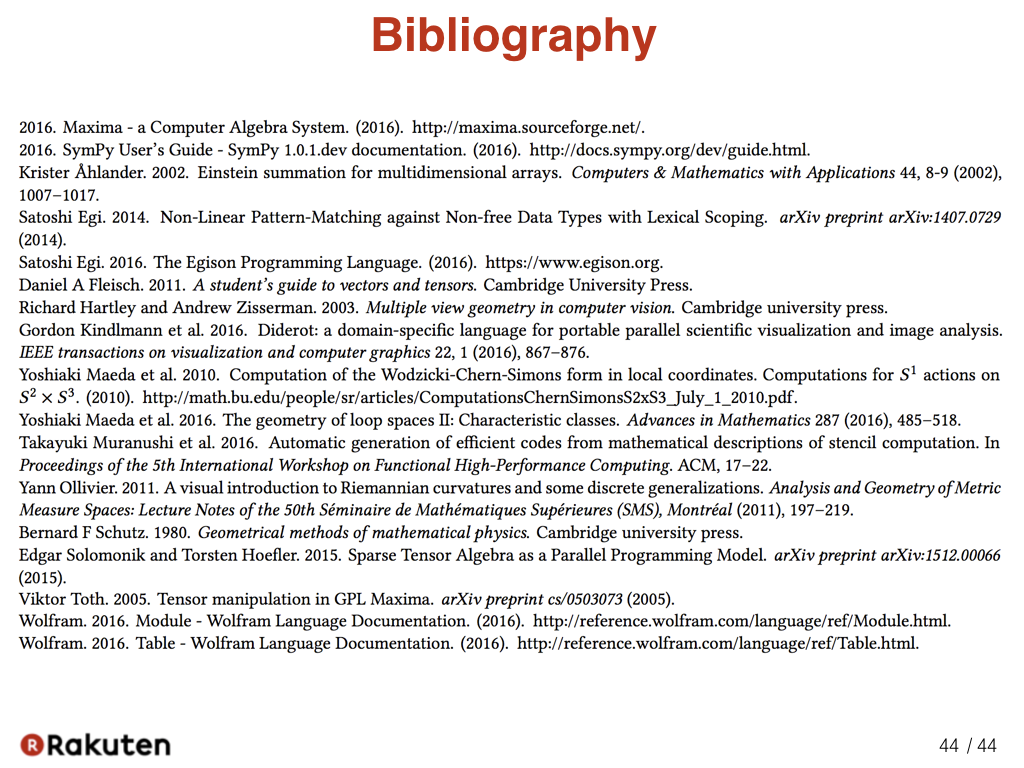 Bibliography
2016. Maxima - a Computer Algebra System. (2016). http://maxima.sourceforge.net/.
2016. SymPy User's Guide - SymPy 1.0.1.dev documentation. (2016). http://docs.sympy.org/dev/guide.html.
Krister Åhlander. 2002. Einstein summation for multidimensional arrays. Computers & Mathematics with Applications 44, 8-9 (2002),
1007–1017.
Satoshi Egi. 2014. Non-Linear Pattern-Matching against Non-free Data Types with Lexical Scoping. arXiv preprint arXiv:1407.0729
(2014).
Satoshi Egi. 2016. The Egison Programming Language. (2016). https://www.egison.org.
Daniel A Fleisch. 2011. A student's guide to vectors and tensors. Cambridge University Press.
Richard Hartley and Andrew Zisserman. 2003. Multiple view geometry in computer vision. Cambridge university press.
Gordon Kindlmann et al. 2016. Diderot: a domain-specific language for portable parallel scientific visualization and image analysis.
IEEE transactions on visualization and computer graphics 22, 1 (2016), 867–876.
Yoshiaki Maeda et al. 2010. Computation of the Wodzicki-Chern-Simons form in local coordinates. Computations for S¹ actions on
S² × S³. (2010). http://math.bu.edu/people/sr/articles/ComputationsChernSimonsS2xS3_July_1_2010.pdf.
Yoshiaki Maeda et al. 2016. The geometry of loop spaces II: Characteristic classes. Advances in Mathematics 287 (2016), 485–518.
Takayuki Muranushi et al. 2016. Automatic generation of efficient codes from mathematical descriptions of stencil computation. In
Proceedings of the 5th International Workshop on Functional High-Performance Computing. ACM, 17–22.
Yann Ollivier. 2011. A visual introduction to Riemannian curvatures and some discrete generalizations. Analysis and Geometry of Metric
Measure Spaces: Lecture Notes of the 50th Séminaire de Mathématiques Supérieures (SMS), Montréal (2011), 197–219.
Bernard F Schutz. 1980. Geometrical methods of mathematical physics. Cambridge university press.
Edgar Solomonik and Torsten Hoefler. 2015. Sparse Tensor Algebra as a Parallel Programming Model. arXiv preprint arXiv:1512.00066
(2015).
Viktor Toth. 2005. Tensor manipulation in GPL Maxima. arXiv preprint cs/0503073 (2005).
Wolfram. 2016. Module - Wolfram Language Documentation. (2016). http://reference.wolfram.com/language/ref/Module.html.
Wolfram. 2016. Table - Wolfram Language Documentation. (2016). http://reference.wolfram.com/language/ref/Table.html.
R Rakuten
44 / 44